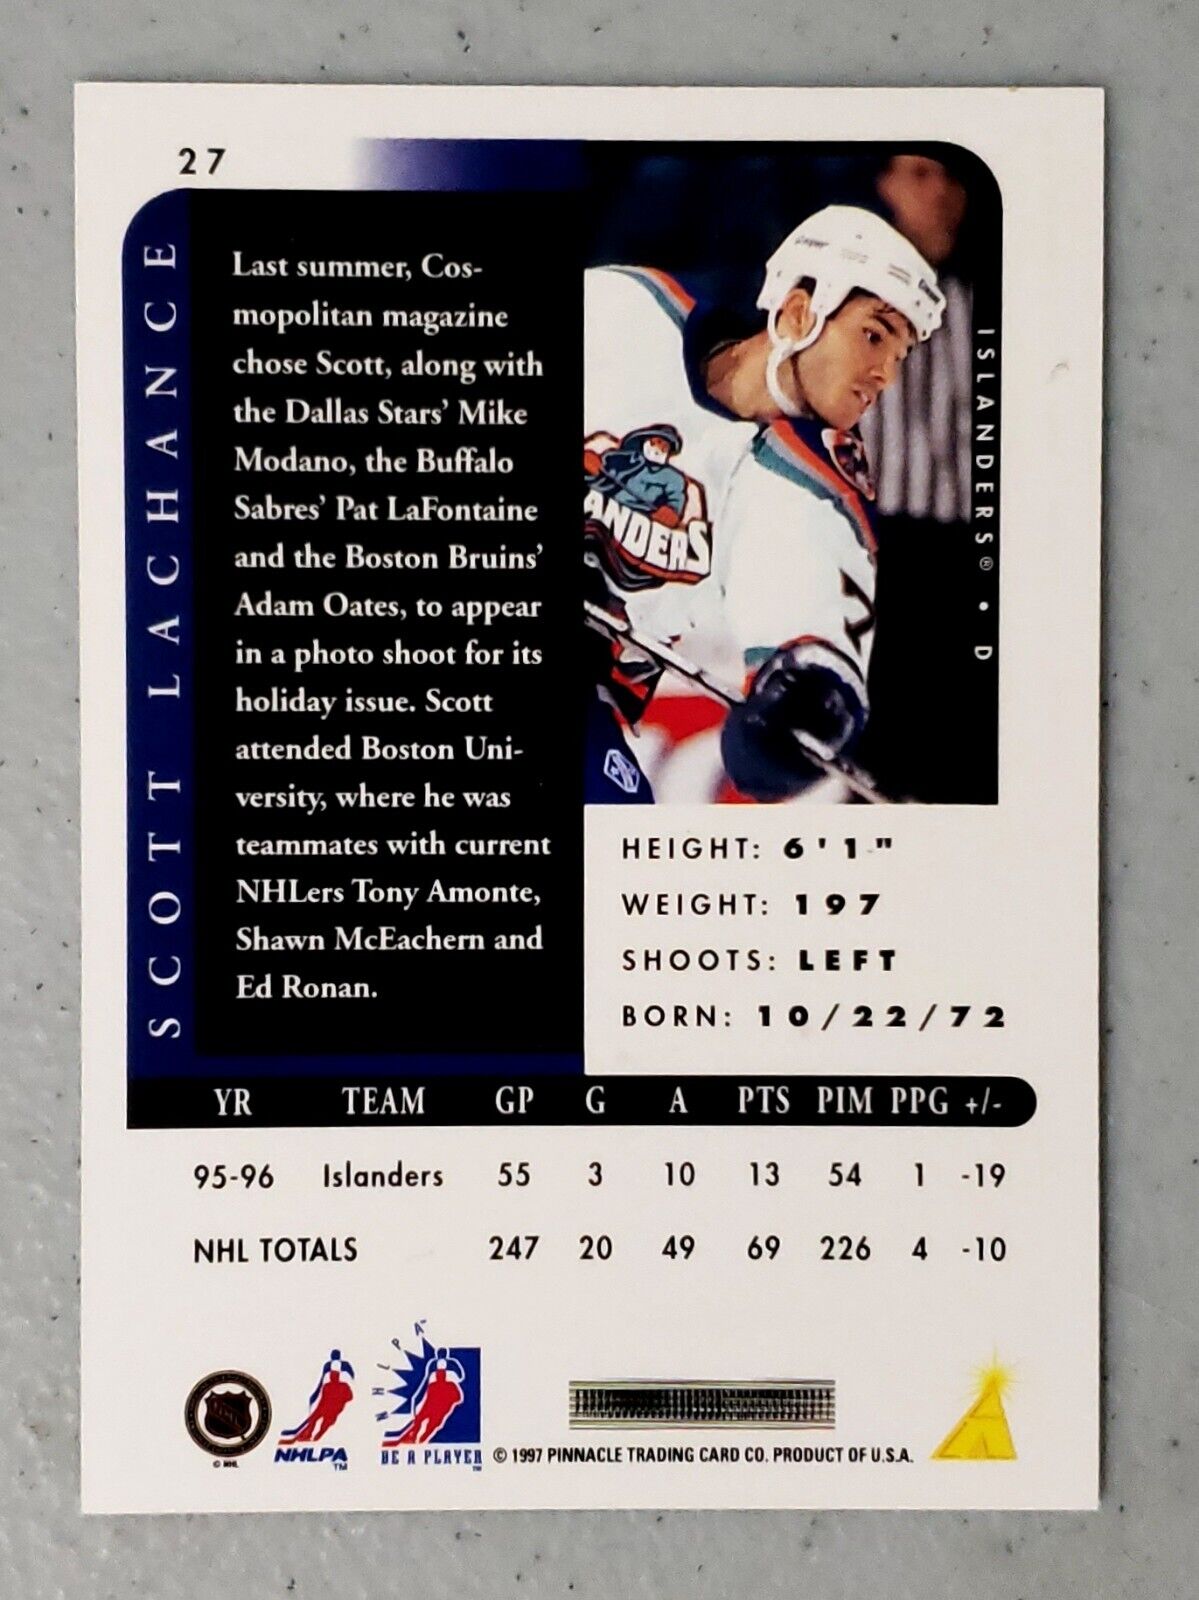 27
SCOTT LACHANCE
Last summer, Cos-
mopolitan magazine
chose Scott, along with
the Dallas Stars' Mike
Modano, the Buffalo
Sabres' Pat LaFontaine
and the Boston Bruins'
Adam Oates, to appear
in a photo shoot for its
holiday issue. Scott
attended Boston Uni-
versity, where he was
teammates with current
NHLers Tony Amonte,
Shawn McEachern and
Ed Ronan.
ANDERS
ISLANDERS® • D
HEIGHT: 6'1"
WEIGHT: 197
SHOOTS: LEFT
BORN: 10/22/72
YR TEAM GP G A PTS PIM PPG +/-
95-96 Islanders 55 3 10 13 54 1 -19
NHL TOTALS 247 20 49 69 226 4 -10
NHL
© NHL
NHLPA
TM
NHLPA
BE A PLAYER
TM
© 1997 PINNACLE TRADING CARD CO. PRODUCT OF U.S.A.